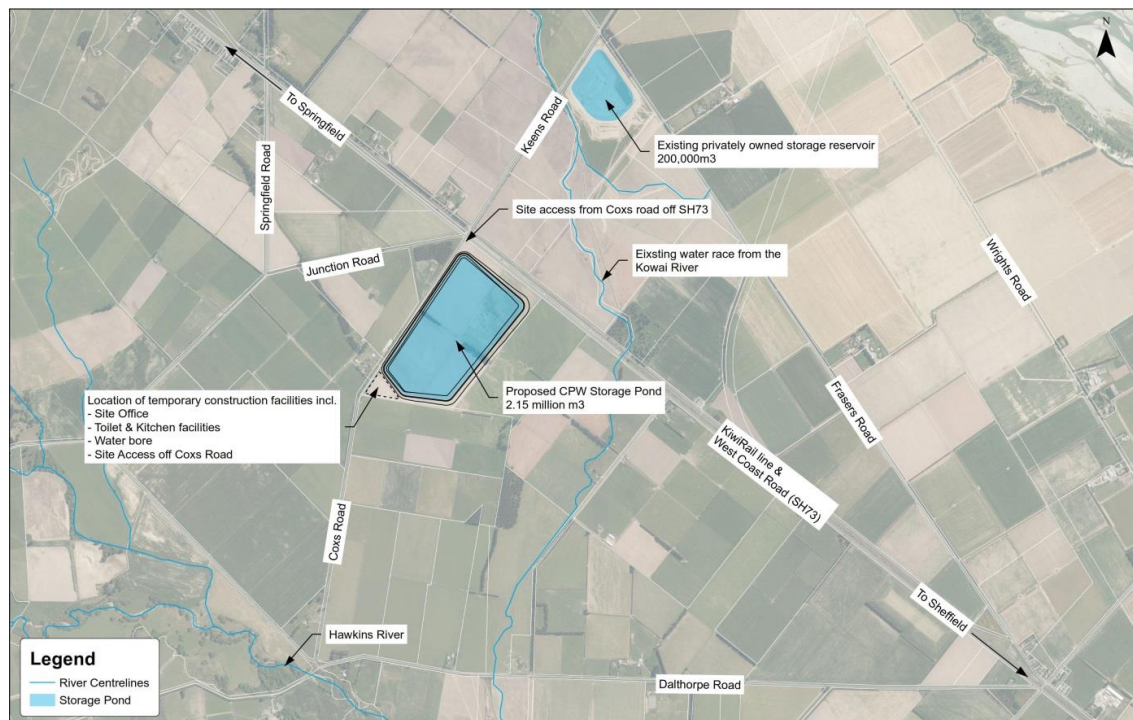 N
To Springfield
Keens Road
Existing privately owned storage reservoir
200,000m3
Springfield Road
Site access from Coxs road off SH73
Junction Road
Eixsting water race from the
Kowai River
Wrights Road
Proposed CPW Storage Pond
2.15 million m3
Location of temporary construction facilities incl.
- Site Office
- Toilet & Kitchen facilities
- Water bore
- Site Access off Coxs Road
Frasers Road
KiwiRail line &
West Coast Road (SH73)
Coxs Road
To Sheffield
Hawkins River
Dalthorpe Road
Legend
River Centrelines
Storage Pond